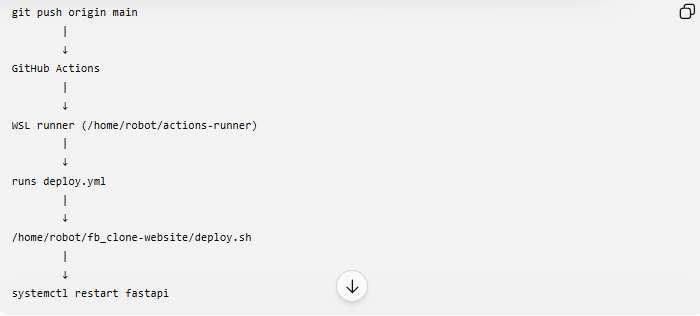 git push origin main
|
↓
GitHub Actions
|
↓
WSL runner (/home/robot/actions-runner)
|
↓
runs deploy.yml
|
↓
/home/robot/fb_clone-website/deploy.sh
|
↓
systemctl restart fastapi